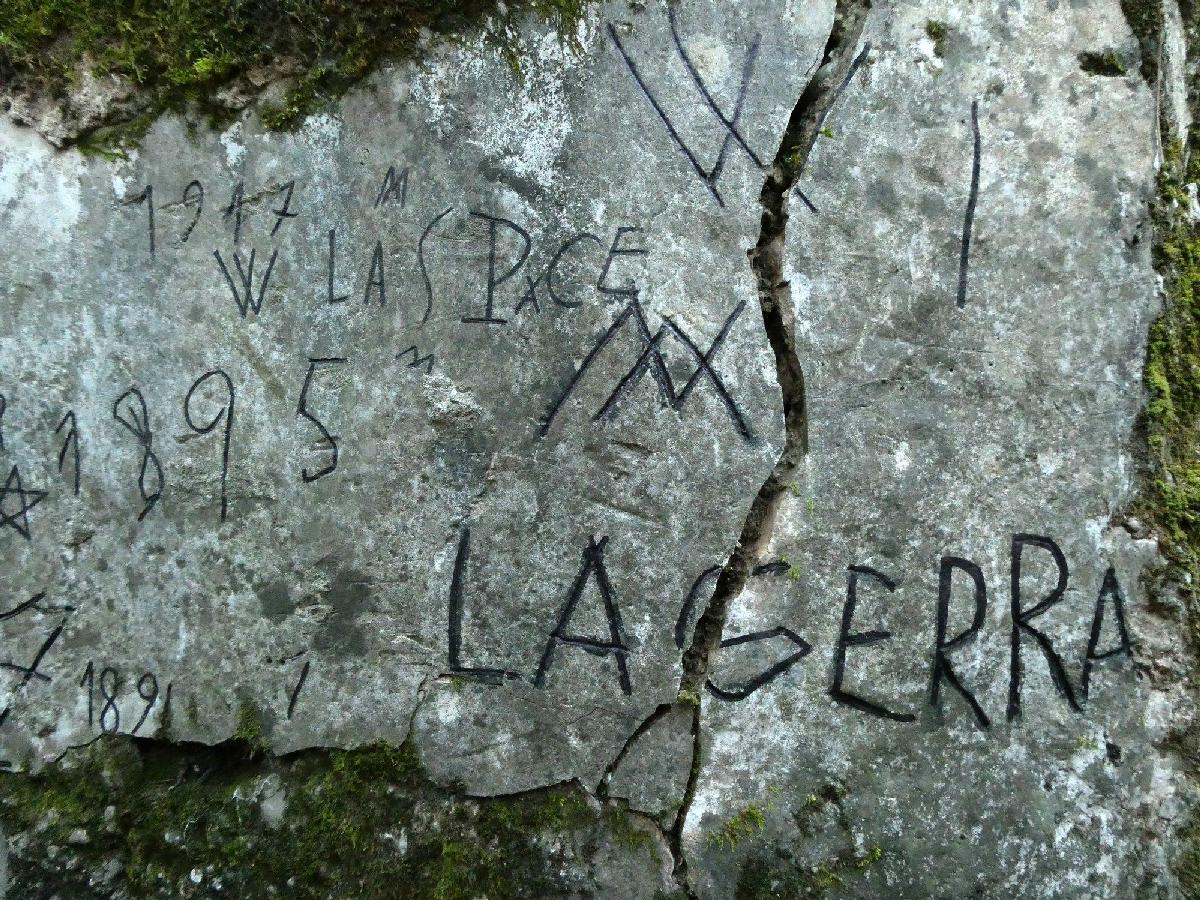 W I
1917 M
W LA S PACE
M
1895
LA GERRA
189